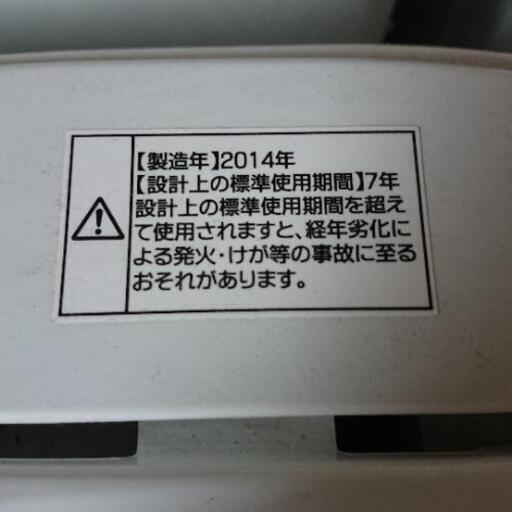 【製造年】2014年
【設計上の標準使用期間】7年
設計上の標準使用期間を超え
て使用されますと、経年劣化に
よる発火・けが等の事故に至る
おそれがあります。